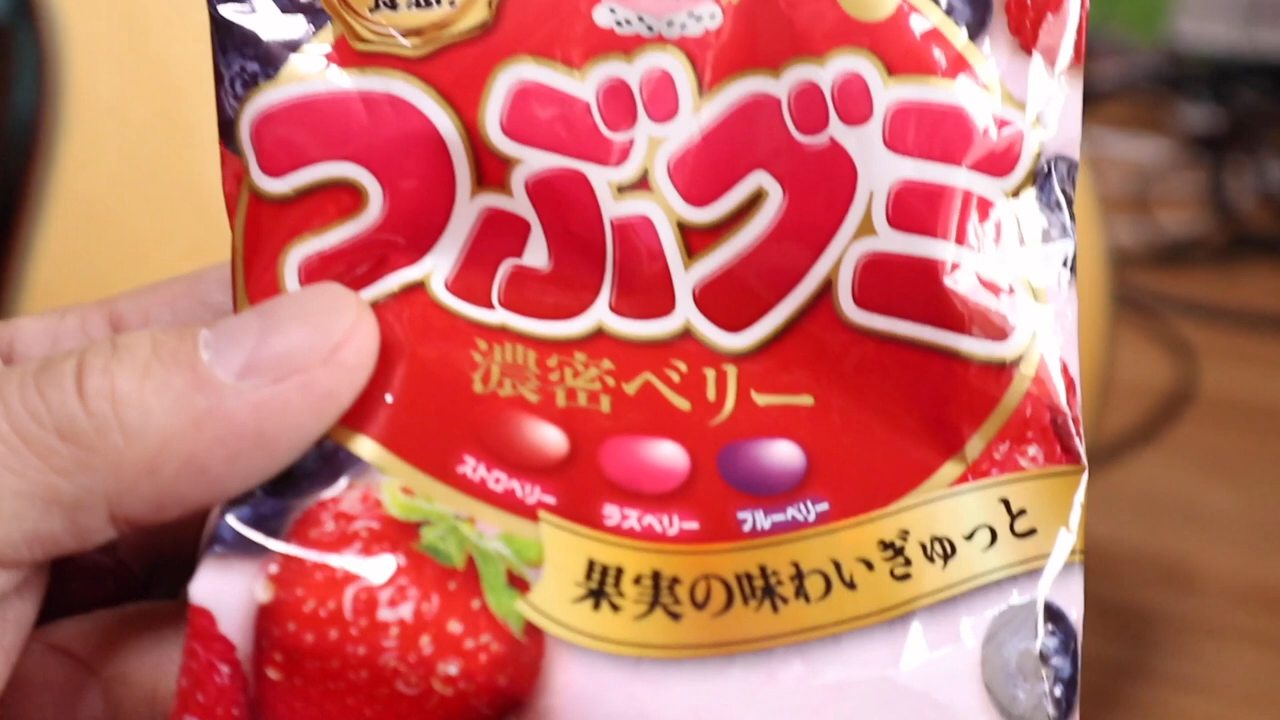 つぶグミ
濃密ベリー
ストロベリー
ラズベリー
ブルーベリー
果実の味わいぎゅっと